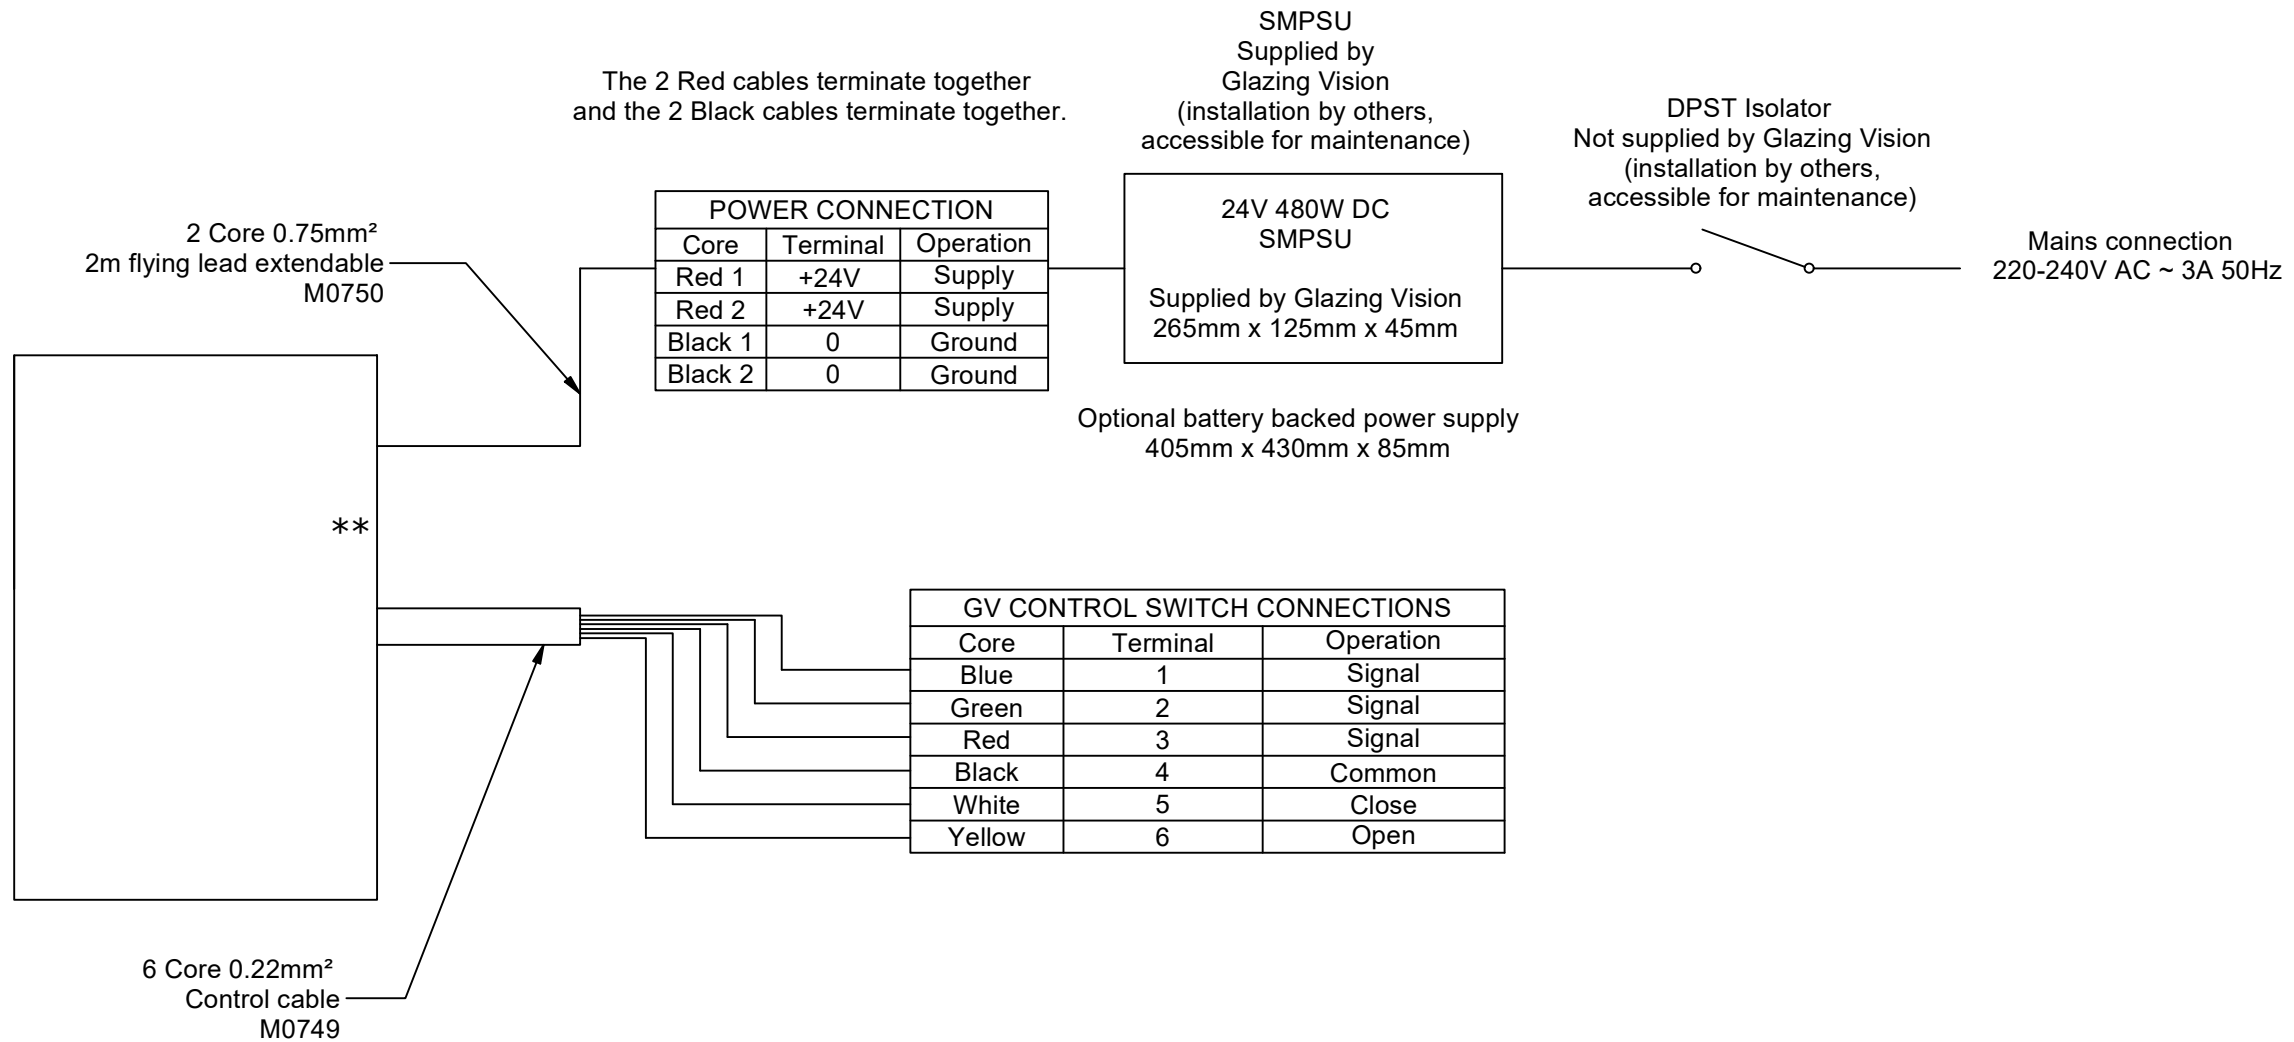 SMPSU
Supplied by
Glazing Vision
(installation by others,
accessible for maintenance)
The 2 Red cables terminate together
and the 2 Black cables terminate together.
DPST Isolator
Not supplied by Glazing Vision
(installation by others,
accessible for maintenance)
2 Core 0.75mm²
2m flying lead extendable
M0750
POWER CONNECTION
Core Terminal Operation
Red 1 +24V Supply
Red 2 +24V Supply
Black 1 0 Ground
Black 2 0 Ground
24V 480W DC
SMPSU
Supplied by Glazing Vision
265mm x 125mm x 45mm
Mains connection
220-240V AC ~ 3A 50Hz
Optional battery backed power supply
405mm x 430mm x 85mm
**
GV CONTROL SWITCH CONNECTIONS
Core Terminal Operation
Blue 1 Signal
Green 2 Signal
Red 3 Signal
Black 4 Common
White 5 Close
Yellow 6 Open
6 Core 0.22mm²
Control cable
M0749